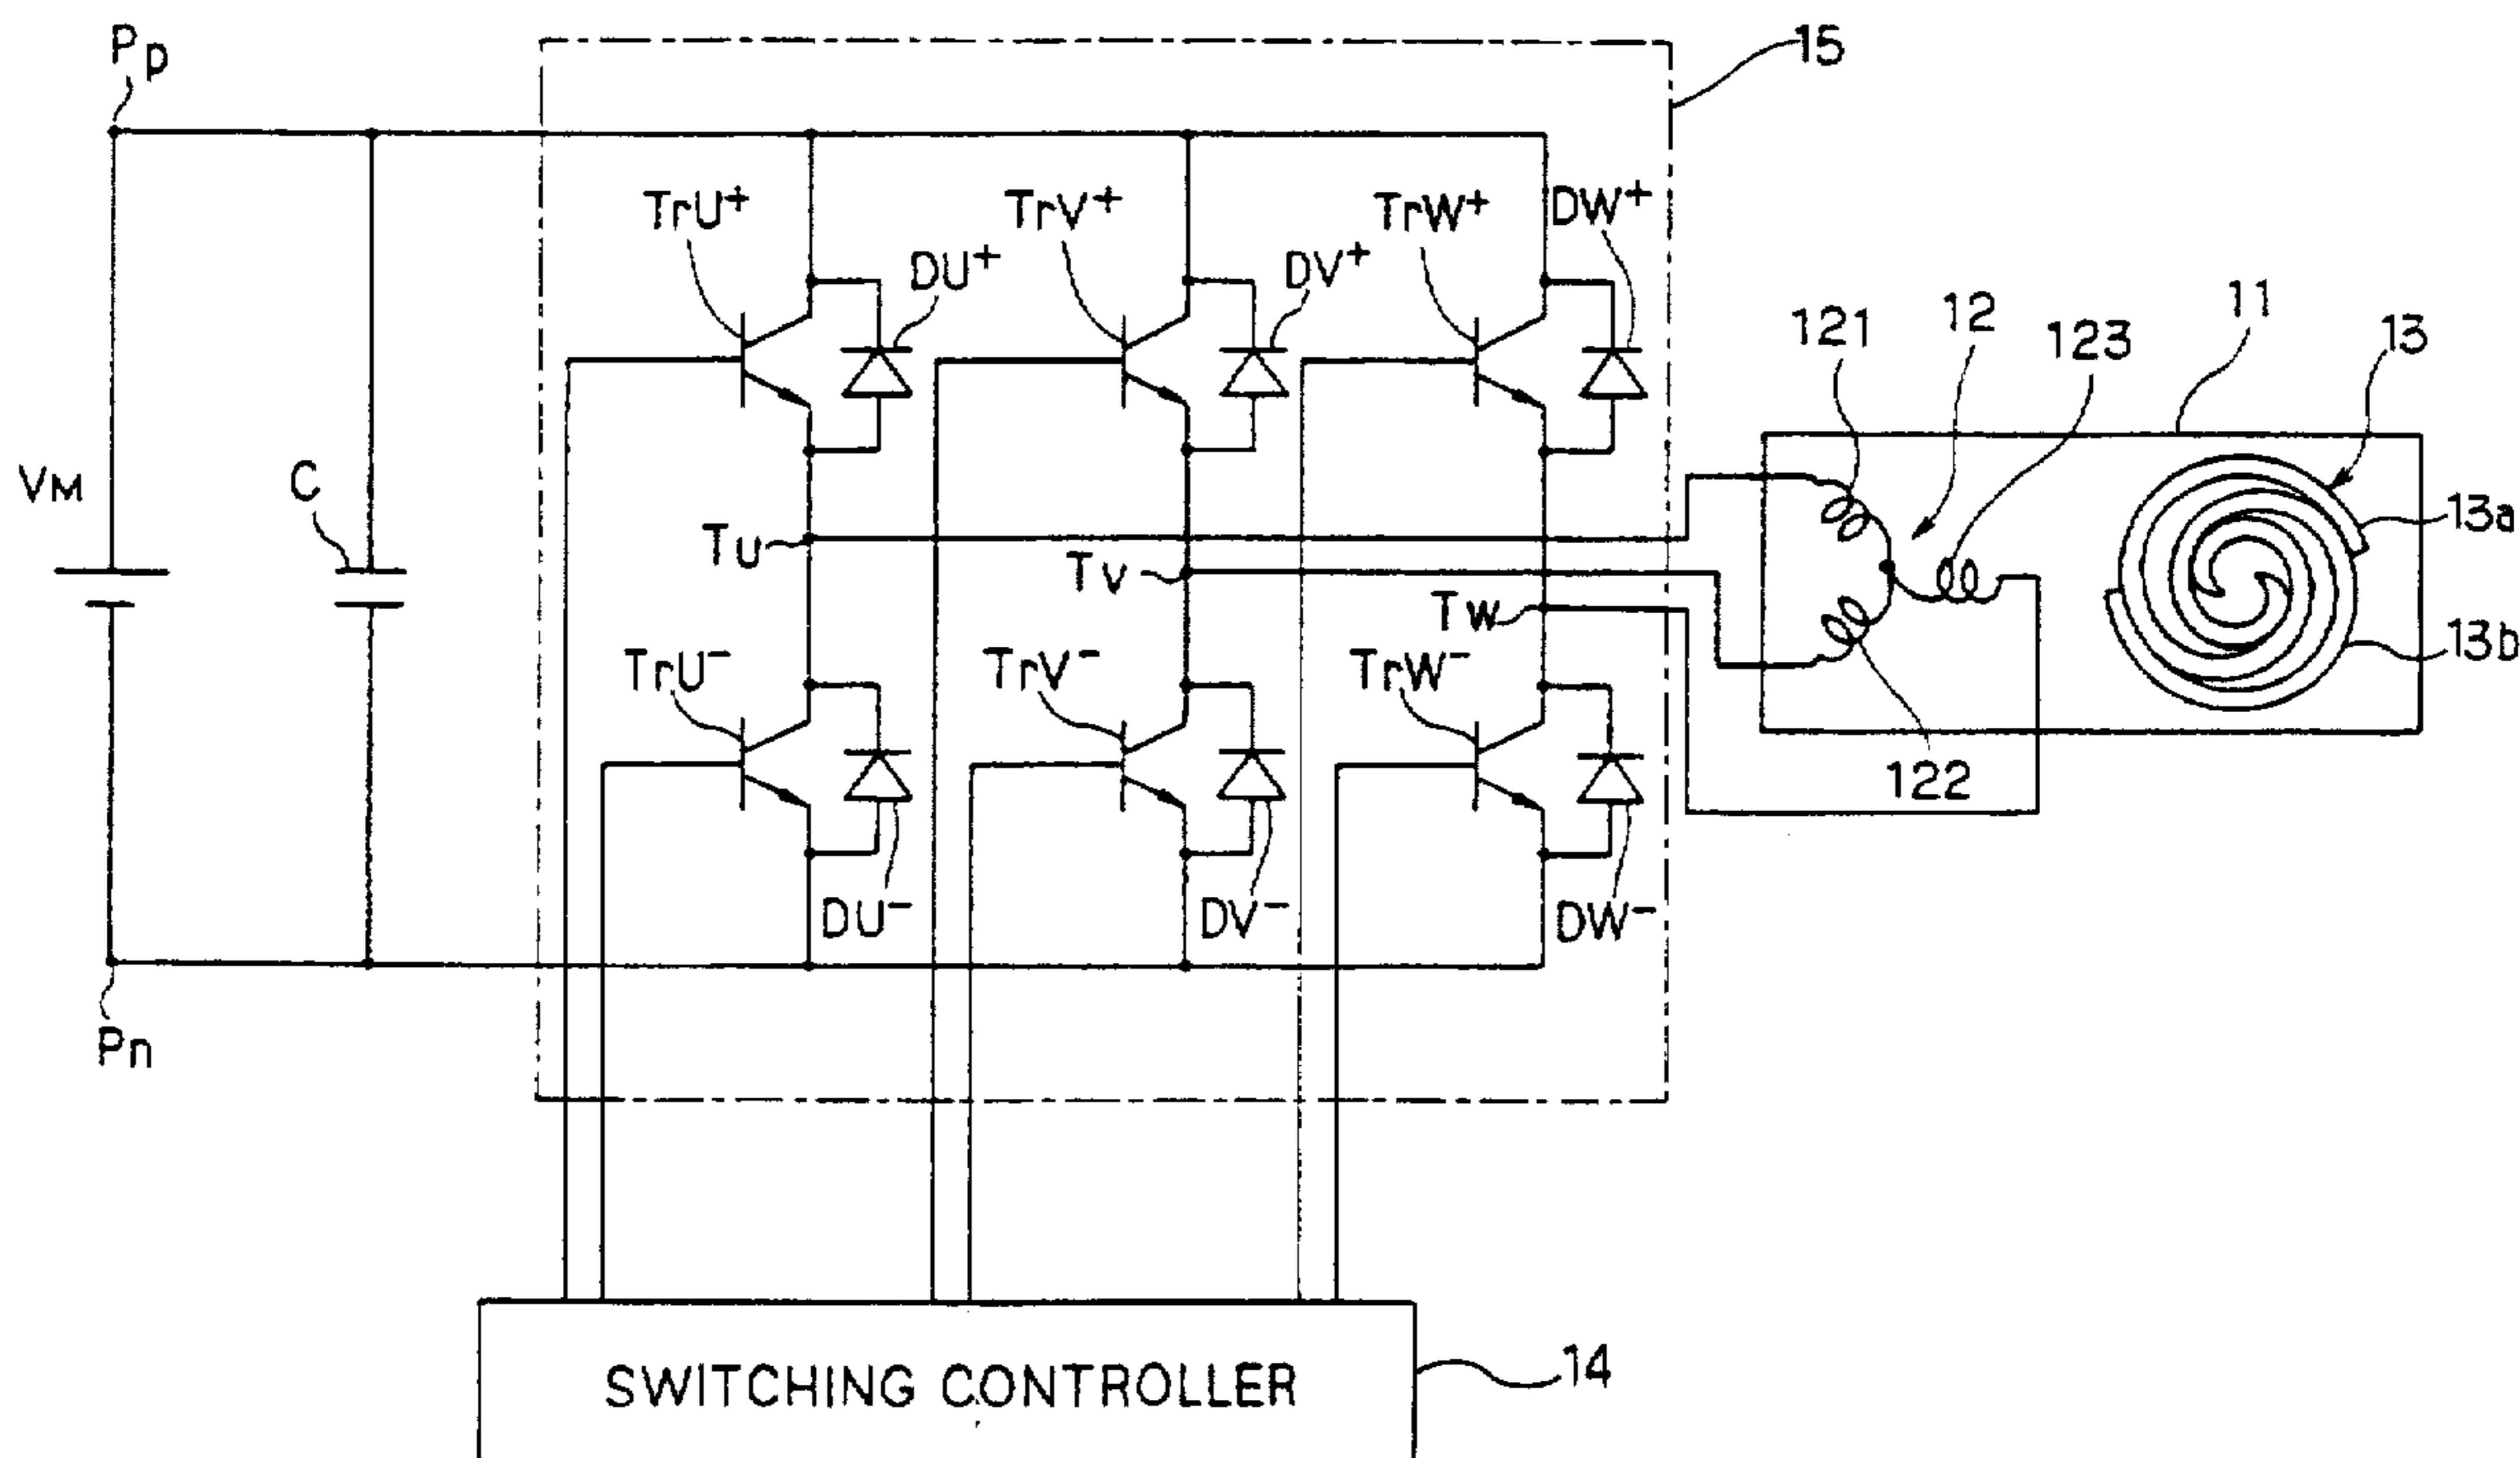 Pp
15
TrU+
TrV+
TrW+
DW+
DU+
DV+
11
121
12
123
13
VM
C
13a
TU
TV
TW
13b
TrU−
TrV−
TrW−
122
DU−
DV−
DW−
Pn
SWITCHING CONTROLLER
14